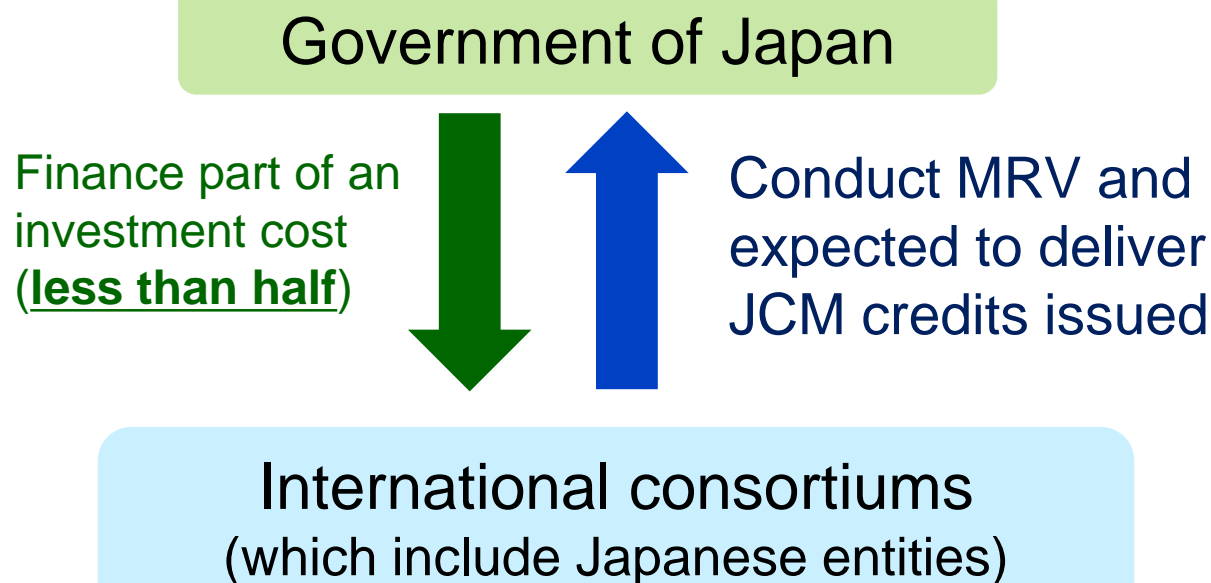 Government of Japan
Finance part of an
investment cost
(less than half)
Conduct MRV and
expected to deliver
JCM credits issued
International consortiums
(which include Japanese entities)